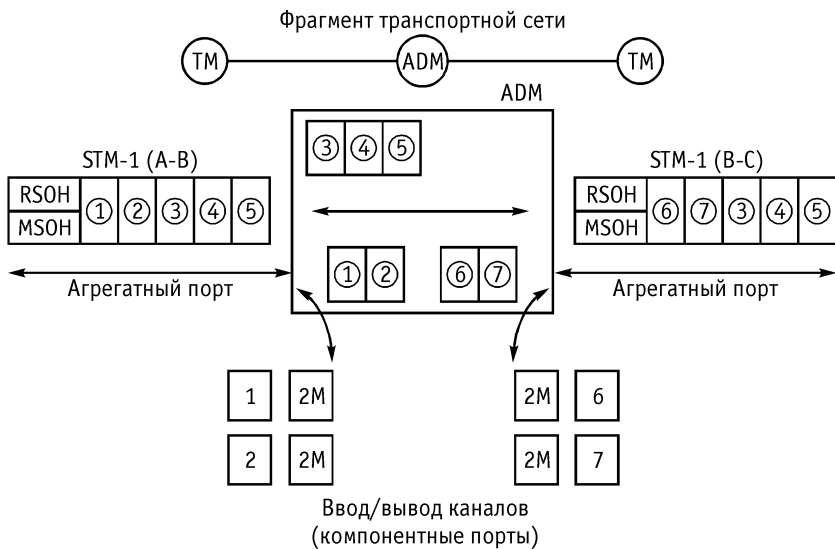 Фрагмент транспортной сети
TM ADM TM
ADM
STM-1 (A-B)
RSOH
MSOH
1 2 3 4 5
3 4 5
1 2 6 7
STM-1 (B-C)
RSOH
MSOH
6 7 3 4 5
Агрегатный порт
Агрегатный порт
1 2M
2 2M
2M 6
2M 7
Ввод/вывод каналов
(компонентные порты)